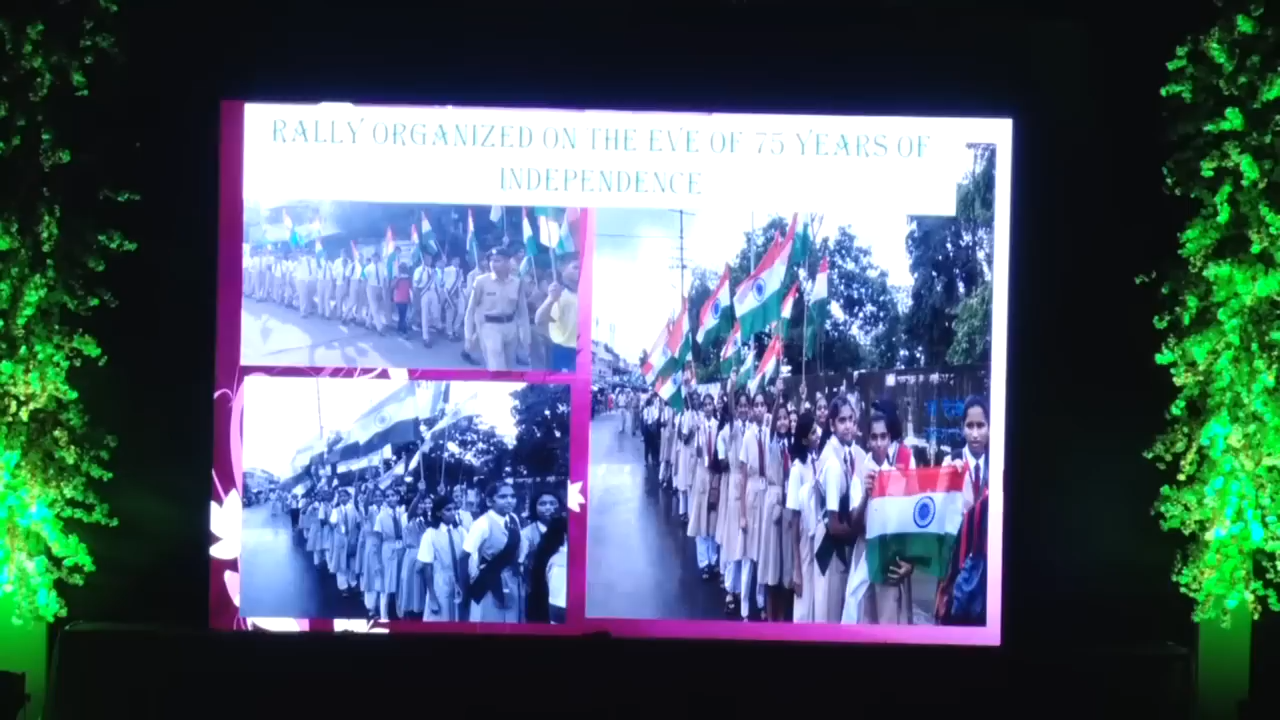 RALLY ORGANIZED ON THE EVE OF 75 YEARS OF
INDEPENDENCE